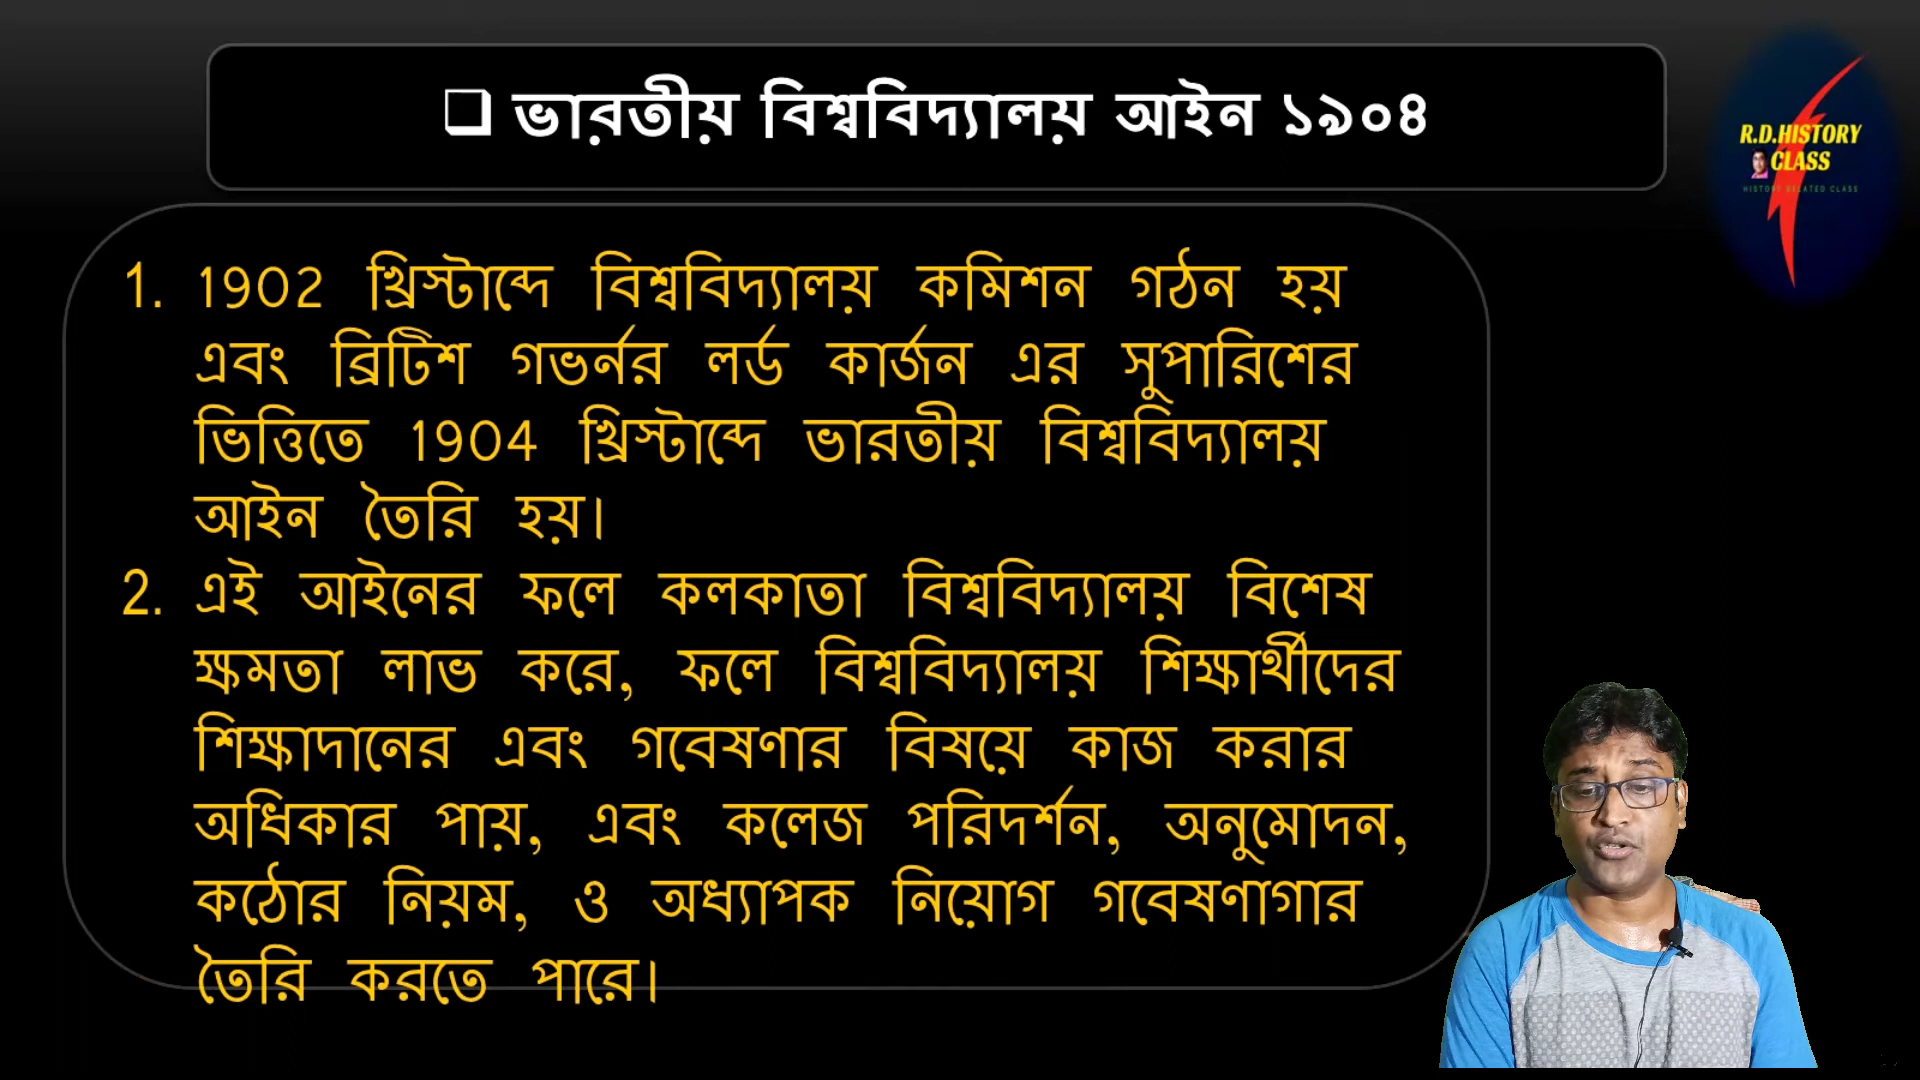 ❑ ভারতীয় বিশ্ববিদ্যালয় আইন ১৯০৪
R.D.HISTORY
CLASS
HISTORY RELATED CLASS
1. 1902 খ্রিস্টাব্দে বিশ্ববিদ্যালয় কমিশন গঠন হয়
এবং ব্রিটিশ গভর্নর লর্ড কার্জন এর সুপারিশের
ভিত্তিতে 1904 খ্রিস্টাব্দে ভারতীয় বিশ্ববিদ্যালয়
আইন তৈরি হয়।
2. এই আইনের ফলে কলকাতা বিশ্ববিদ্যালয় বিশেষ
ক্ষমতা লাভ করে, ফলে বিশ্ববিদ্যালয় শিক্ষার্থীদের
শিক্ষাদানের এবং গবেষণার বিষয়ে কাজ করার
অধিকার পায়, এবং কলেজ পরিদর্শন, অনুমোদন,
কঠোর নিয়ম, ও অধ্যাপক নিয়োগ গবেষণাগার
তৈরি করতে পারে।